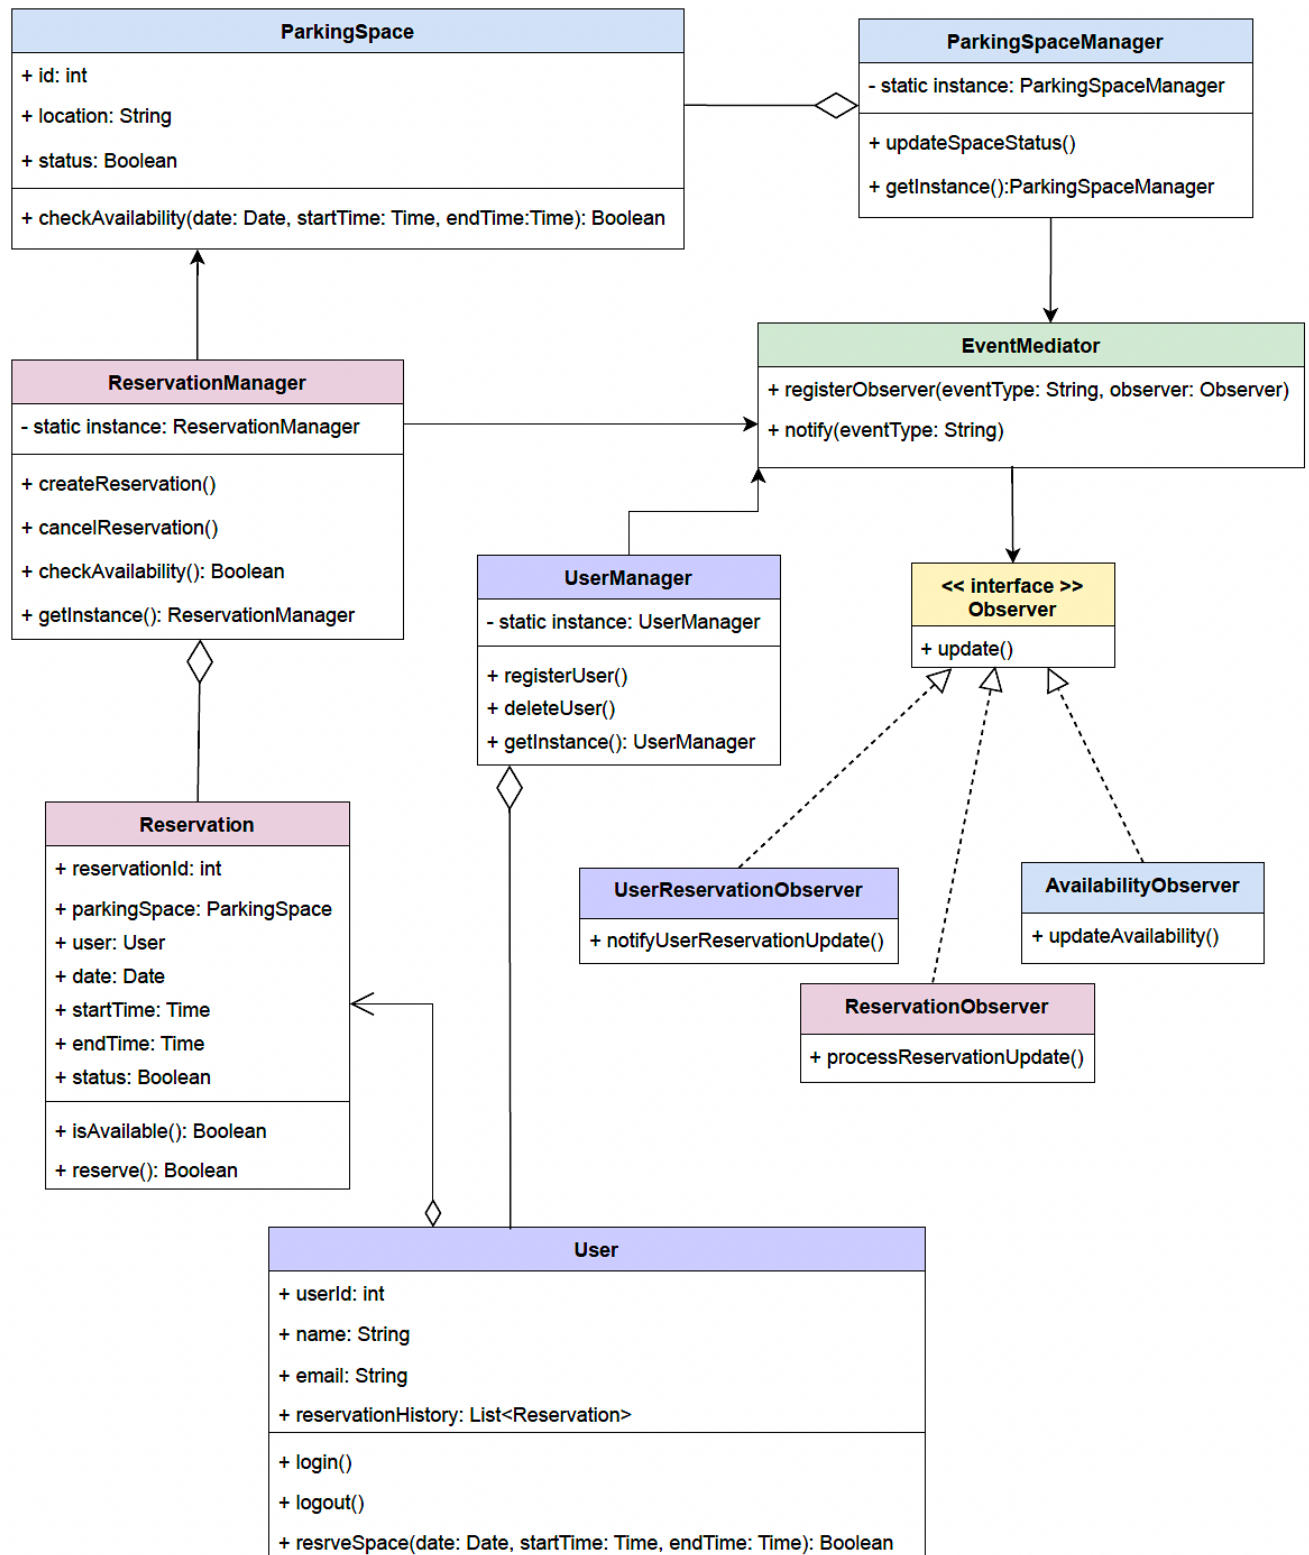 ParkingSpace
+ id: int
+ location: String
+ status: Boolean
+ checkAvailability(date: Date, startTime: Time, endTime:Time): Boolean
ParkingSpaceManager
- static instance: ParkingSpaceManager
+ updateSpaceStatus()
+ getInstance():ParkingSpaceManager
ReservationManager
- static instance: ReservationManager
+ createReservation()
+ cancelReservation()
+ checkAvailability(): Boolean
+ getInstance(): ReservationManager
EventMediator
+ registerObserver(eventType: String, observer: Observer)
+ notify(eventType: String)
UserManager
- static instance: UserManager
+ registerUser()
+ deleteUser()
+ getInstance(): UserManager
<< interface >>
Observer
+ update()
Reservation
+ reservationId: int
+ parkingSpace: ParkingSpace
+ user: User
+ date: Date
+ startTime: Time
+ endTime: Time
+ status: Boolean
+ isAvailable(): Boolean
+ reserve(): Boolean
UserReservationObserver
+ notifyUserReservationUpdate()
AvailabilityObserver
+ updateAvailability()
ReservationObserver
+ processReservationUpdate()
User
+ userId: int
+ name: String
+ email: String
+ reservationHistory: List<Reservation>
+ login()
+ logout()
+ resrveSpace(date: Date, startTime: Time, endTime: Time): Boolean